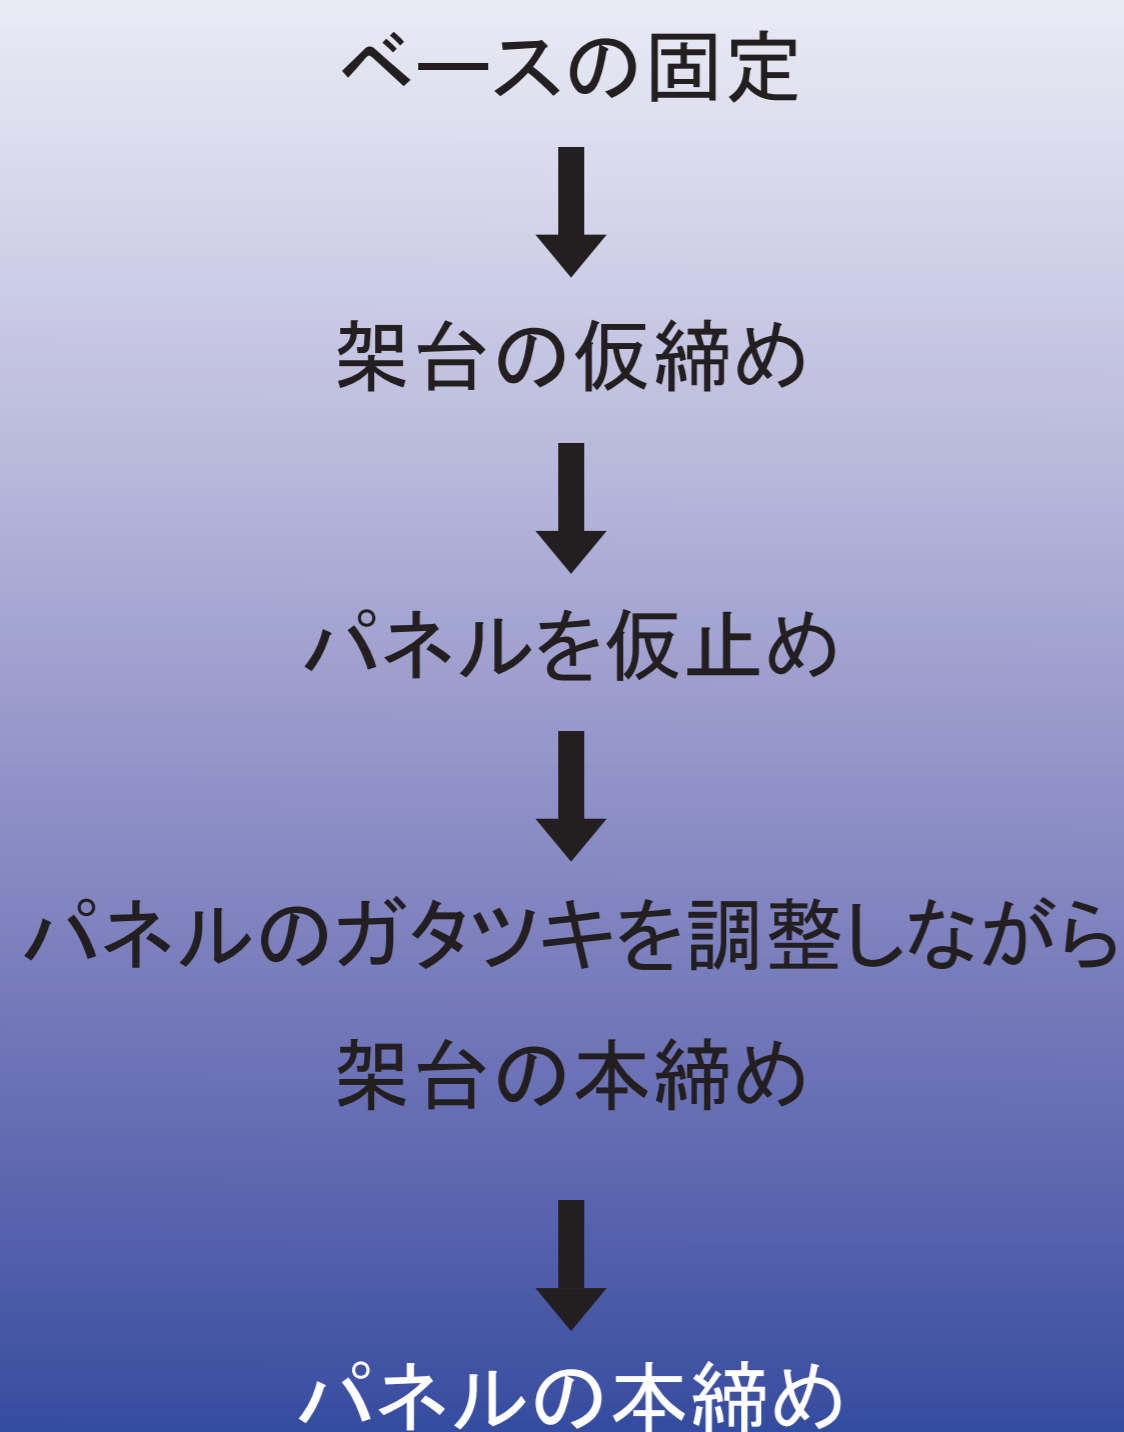 ベースの固定
架台の仮締め
パネルを仮止め
パネルのガタツキを調整しながら
架台の本締め
パネルの本締め